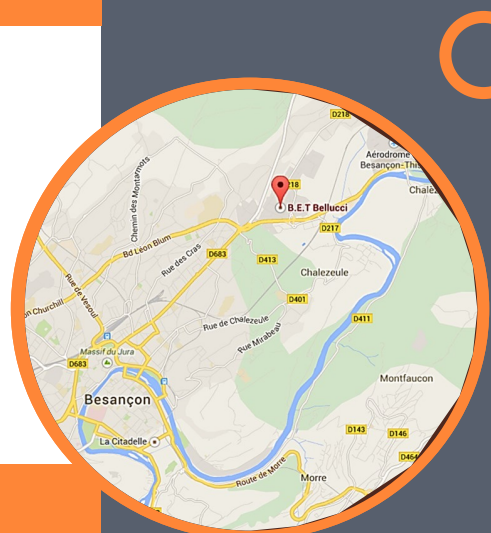 D218
Aérodrome
Besançon-This
Chalèz
218
B.E.T Bellucci
Chemin des Montarmots
D217
Bd Léon Blum
D683
Rue des Cras
D413
Chalezeule
D401
Rue de Vesoul
on Churchill
Rue de Chalezeule
D411
Rue Mirabeau
Massif du Jura
D683
Montfaucon
Besançon
La Citadelle
D143
D146
D464
Route de Morre
Morre